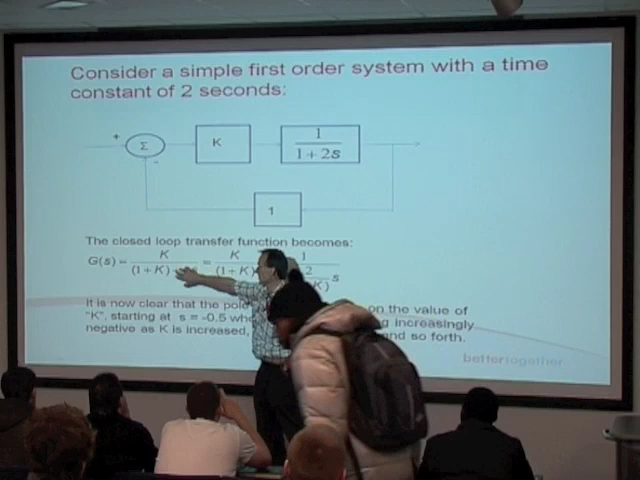 Consider a simple first order system with a time
constant of 2 seconds:
+
Σ
-
K
1
1 + 2s
1
The closed loop transfer function becomes:
G(s) = K / (1 + K) = K / (1 + K) 1 / 2 K) s
It is now clear that the pole on the value of
"K", starting at s = -0.5 increasingly
negative as K is increased, and so forth.
bettertogether